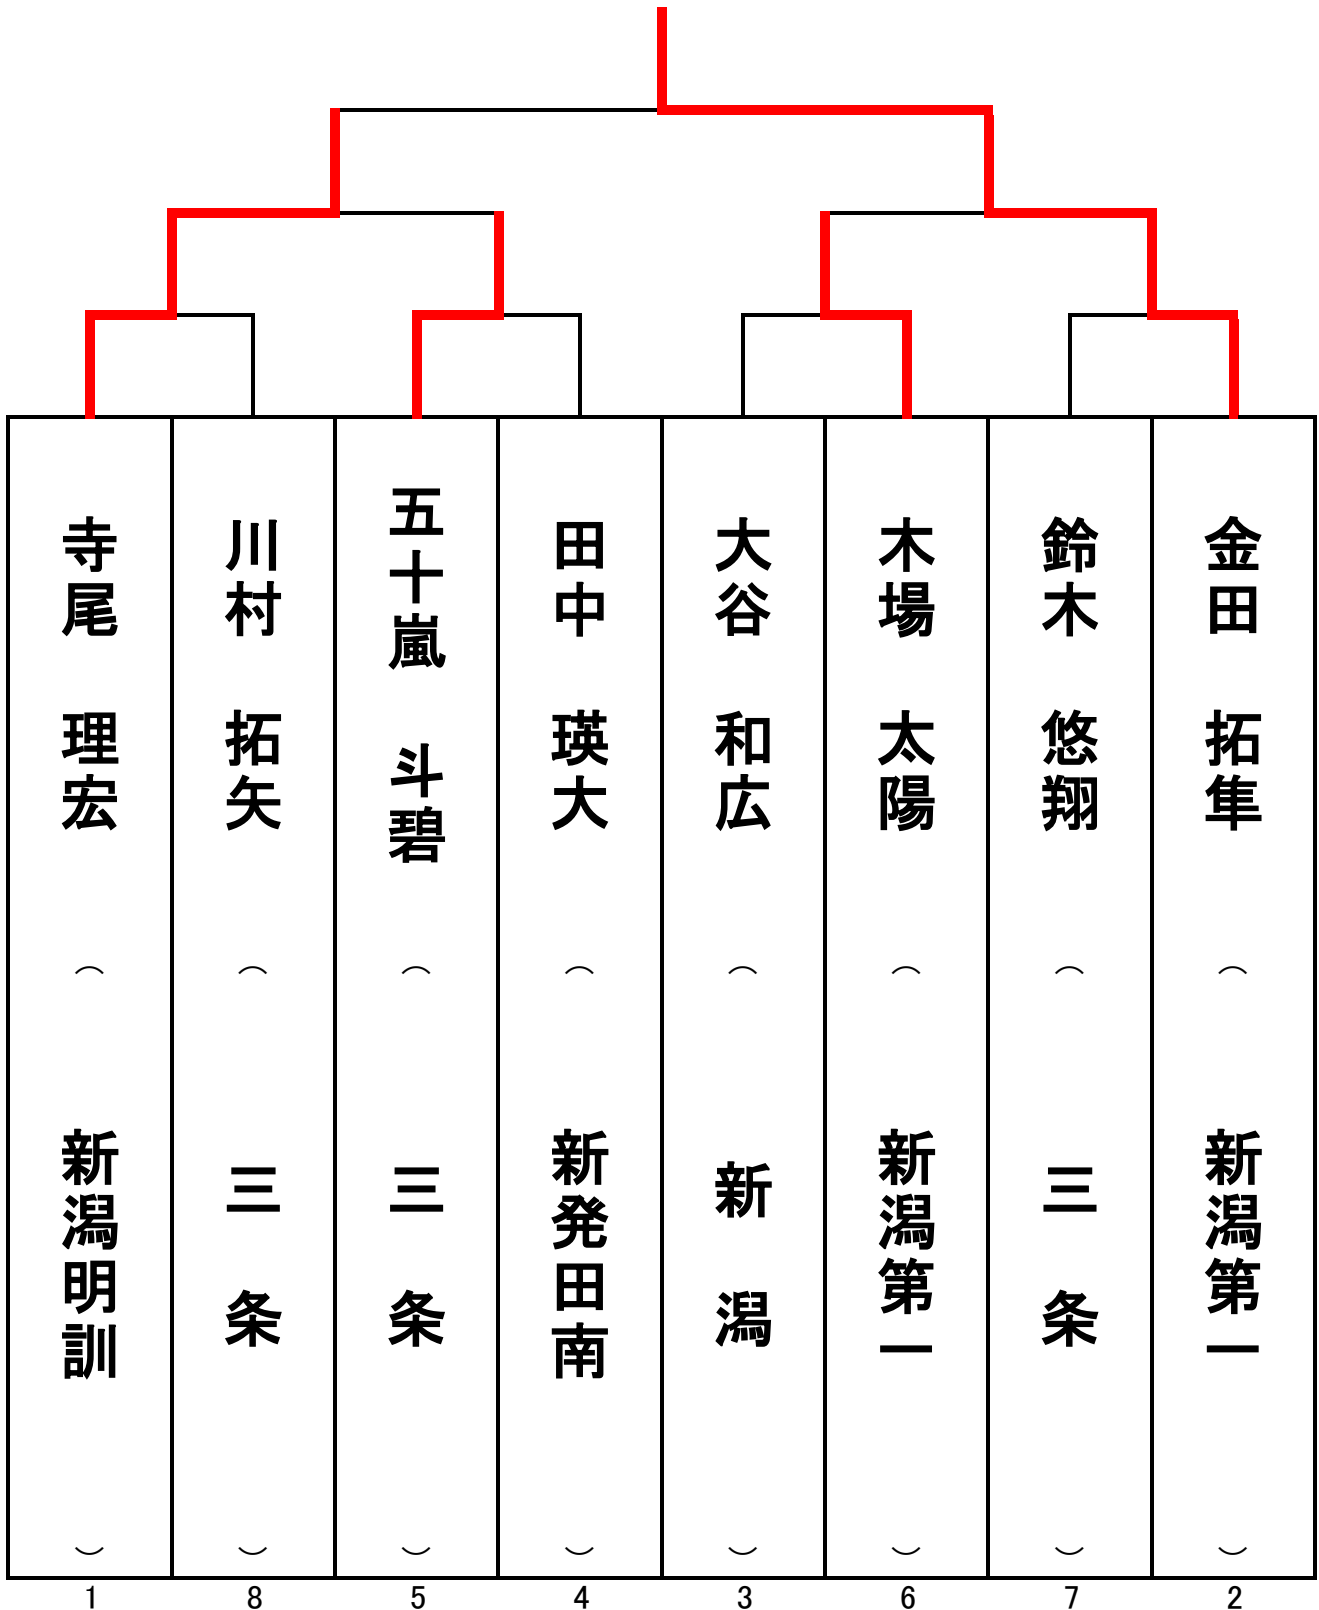 寺尾 理宏 （ 新潟明訓 ）
川村 拓矢 （ 三条 ）
五十嵐 斗碧 （ 三条 ）
田中 瑛大 （ 新発田南 ）
大谷 和広 （ 新潟 ）
木場 太陽 （ 新潟第一 ）
鈴木 悠翔 （ 三条 ）
金田 拓隼 （ 新潟第一 ）
1 8 5 4 3 6 7 2